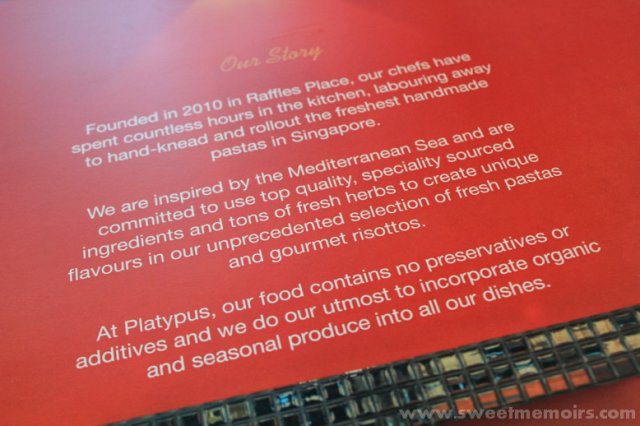 Our Story
Founded in 2010 in Raffles Place, our chefs have
spent countless hours in the kitchen, labouring away
to hand-knead and rollout the freshest handmade
pastas in Singapore.
We are inspired by the Mediterranean Sea and are
committed to use top quality, speciality sourced
ingredients and tons of fresh herbs to create unique
flavours in our unprecedented selection of fresh pastas
and gourmet risottos.
At Platypus, our food contains no preservatives or
additives and we do our utmost to incorporate organic
and seasonal produce into all our dishes.
www.sweetmemoirs.com